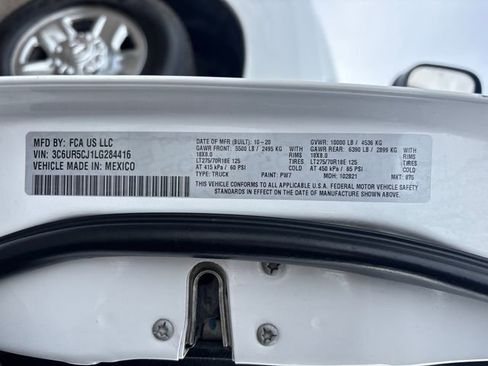 MFD BY: FCA US LLC
VIN: 3C6UR5CJ1LG284416
VEHICLE MADE IN: MEXICO
DATE OF MFR (BUILT): 10-20
GVWR: 10000 LB / 4536 KG
GAWR FRONT: 5500 LB / 2495 KG WITH
GAWR REAR: 6390 LB / 2899 KG WITH
18X8.0 RIMS
18X8.0 RIMS
LT275/70R18E 125 TIRES
LT275/70R18E 125 TIRES
AT 415 kPa / 60 PSI COLD
AT 450 kPa / 65 PSI COLD
TYPE: TRUCK PAINT: PW7
MDH: 102921 MKT: #75
THIS VEHICLE CONFORMS TO ALL APPLICABLE U.S.A. FEDERAL MOTOR VEHICLE SAFETY
STANDARDS IN EFFECT ON THE DATE OF MANUFACTURE SHOWN ABOVE.